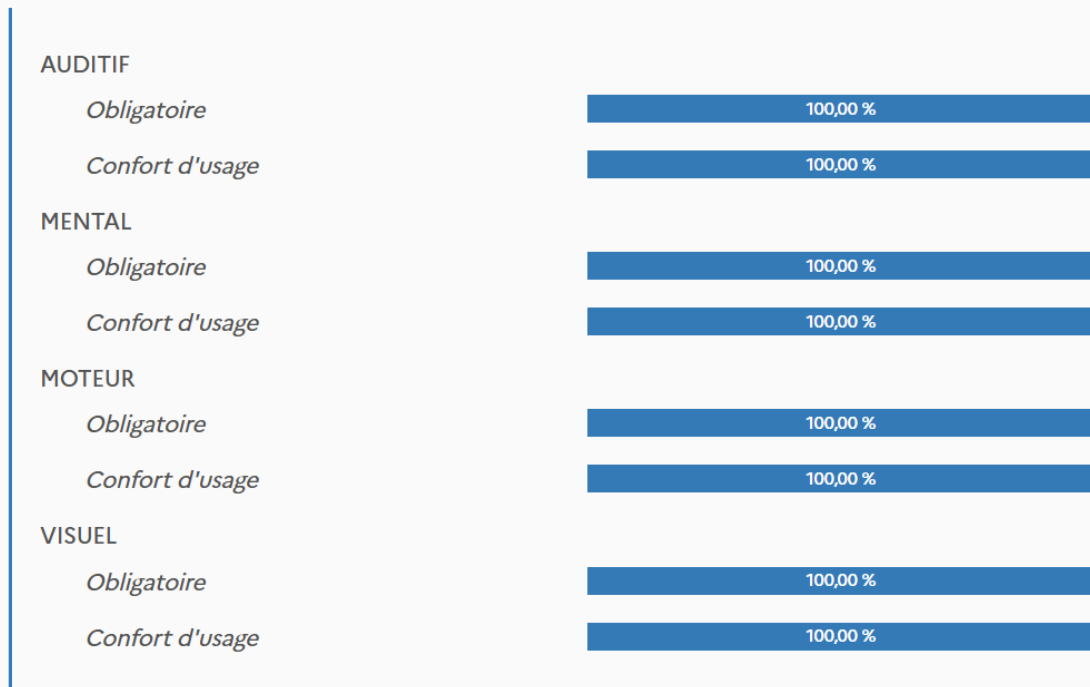 AUDITIF
Obligatoire 100,00 %
Confort d'usage 100,00 %
MENTAL
Obligatoire 100,00 %
Confort d'usage 100,00 %
MOTEUR
Obligatoire 100,00 %
Confort d'usage 100,00 %
VISUEL
Obligatoire 100,00 %
Confort d'usage 100,00 %